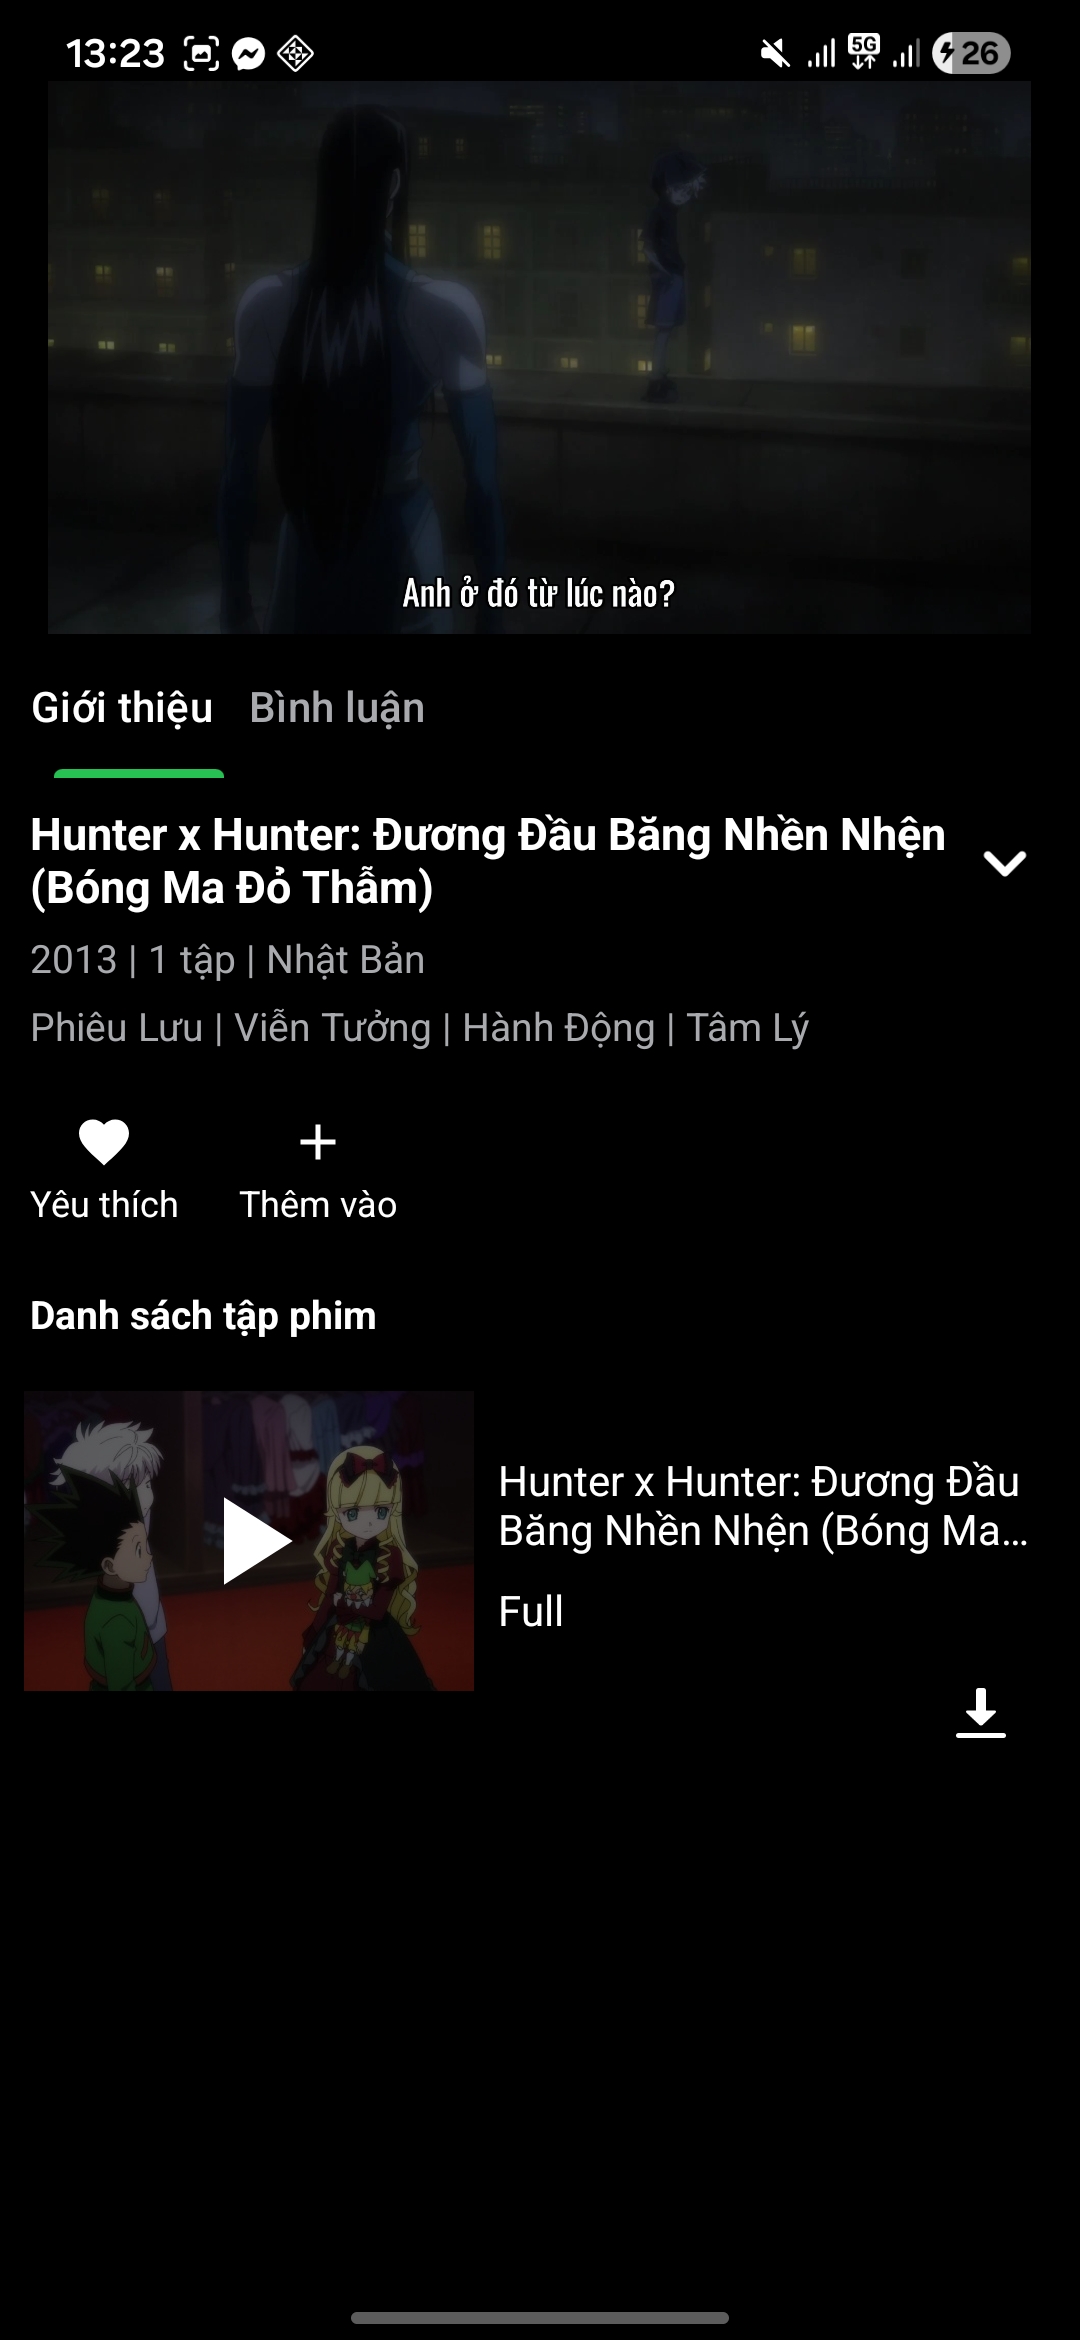 13:23
5G
26
Anh ở đó từ lúc nào?
Giới thiệu Bình luận
Hunter x Hunter: Đương Đầu Băng Nhền Nhện
(Bóng Ma Đỏ Thẫm)
2013 | 1 tập | Nhật Bản
Phiêu Lưu | Viễn Tưởng | Hành Động | Tâm Lý
Yêu thích Thêm vào
Danh sách tập phim
Hunter x Hunter: Đương Đầu
Băng Nhền Nhện (Bóng Ma...
Full